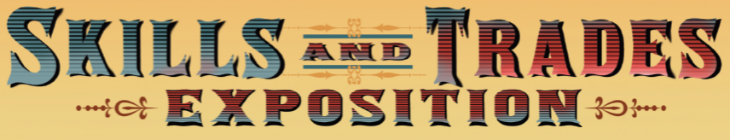 SKILLS AND TRADES
EXPOSITION